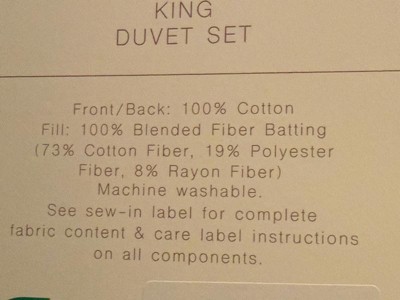 KING
DUVET SET
Front/Back: 100% Cotton
Fill: 100% Blended Fiber Batting
(73% Cotton Fiber, 19% Polyester
Fiber, 8% Rayon Fiber)
Machine washable.
See sew-in label for complete
fabric content & care label instructions
on all components.